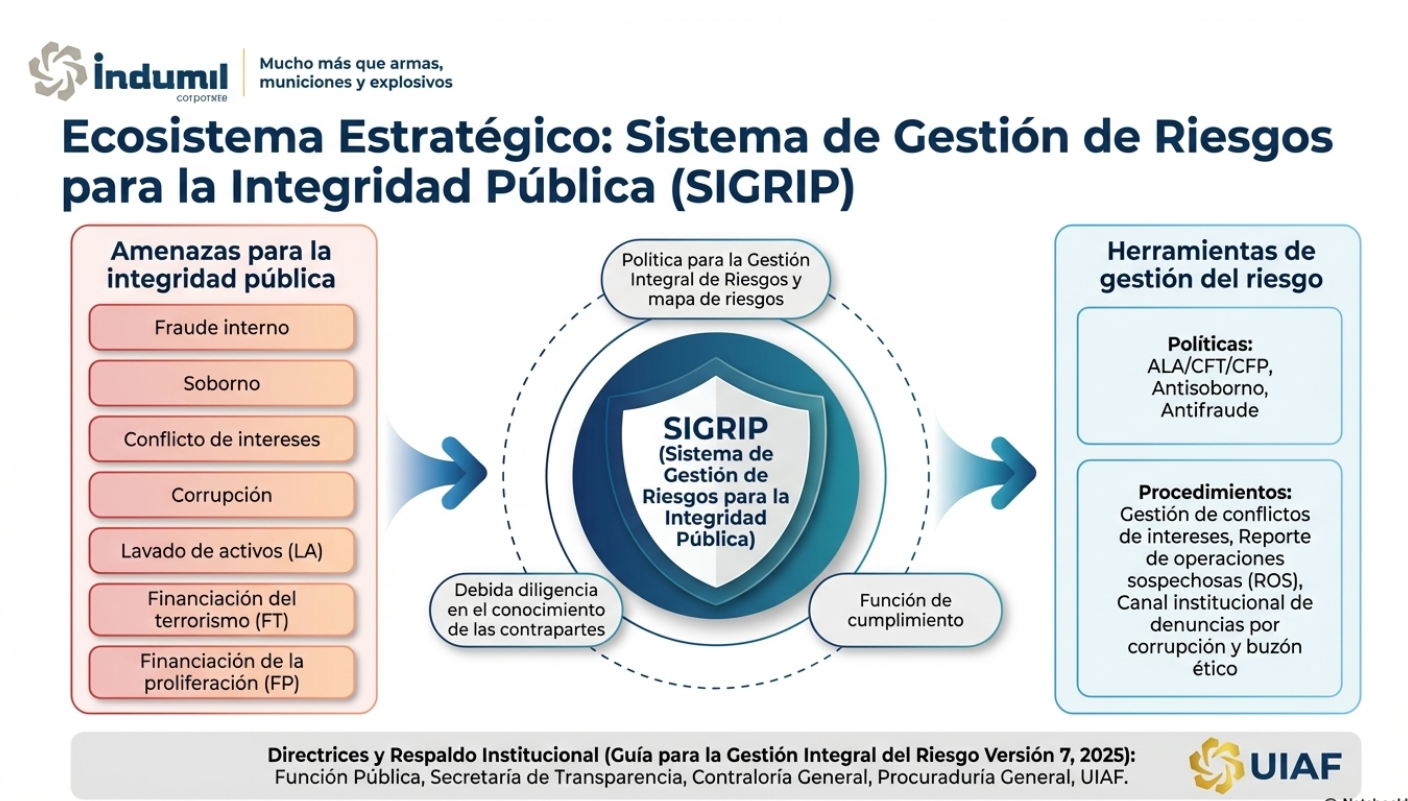 indumil
corporate
Mucho más que armas,
municiones y explosivos
Ecosistema Estratégico: Sistema de Gestión de Riesgos
para la Integridad Pública (SIGRIP)
Amenazas para la
integridad pública
Fraude interno
Soborno
Conflicto de intereses
Corrupción
Lavado de activos (LA)
Financiación del
terrorismo (FT)
Financiación de la
proliferación (FP)
Politica para la Gestión
Integral de Riesgos y
mapa de riesgos
SIGRIP
(Sistema de
Gestión de
Riesgos para la
Integridad
Pública)
Debida diligencia
en el conocimiento
de las contrapartes
Función de
cumplimiento
Herramientas de
gestión del riesgo
Políticas:
ALA/CFT/CFP,
Antisoborno,
Antifraude
Procedimientos:
Gestión de conflictos
de intereses, Reporte
de operaciones
sospechosas (ROS),
Canal institucional de
denuncias por
corrupción y buzón
ético
Directrices y Respaldo Institucional (Guía para la Gestión Integral del Riesgo Versión 7, 2025):
Función Pública, Secretaría de Transparencia, Contraloría General, Procuraduría General, UIAF.
UIAF